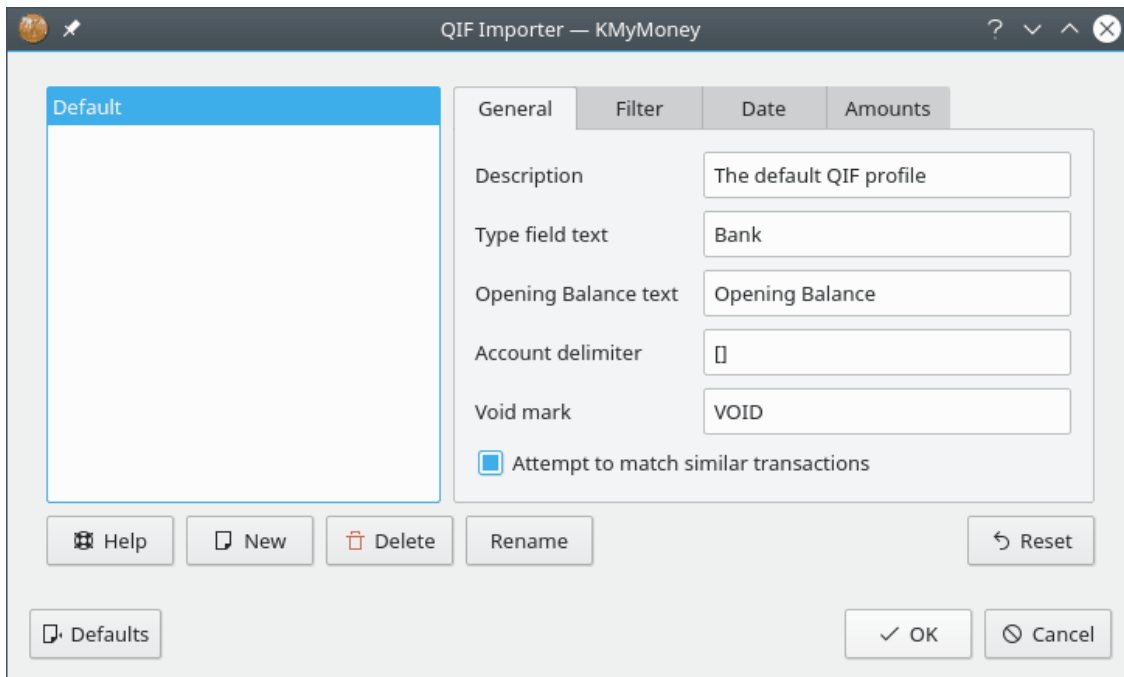 QIF Importer — KMyMoney
Default
General Filter Date Amounts
Description The default QIF profile
Type field text Bank
Opening Balance text Opening Balance
Account delimiter []
Void mark VOID
Attempt to match similar transactions
Help New Delete Rename Reset
Defaults OK Cancel